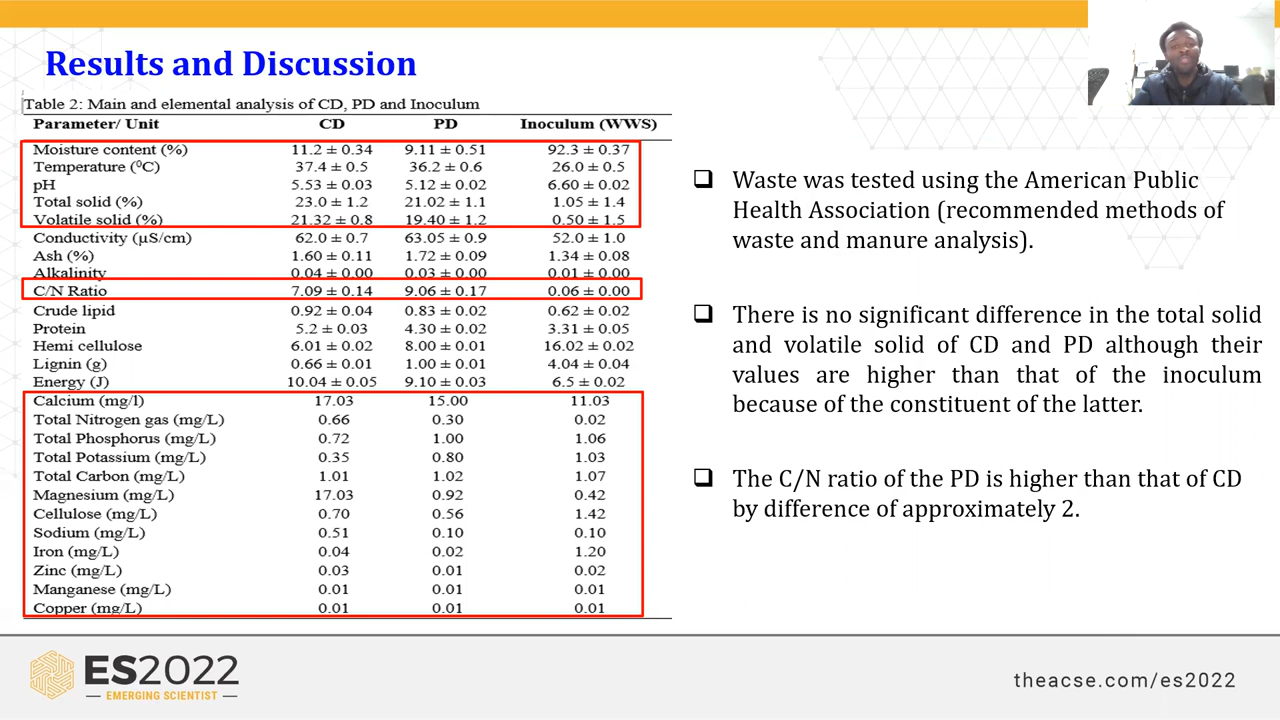 Results and Discussion
Table 2: Main and elemental analysis of CD, PD and Inoculum
Parameter/ Unit CD PD Inoculum (WWS)
Moisture content (%) 11.2 ± 0.34 9.11 ± 0.51 92.3 ± 0.37
Temperature (⁰C) 37.4 ± 0.5 36.2 ± 0.6 26.0 ± 0.5
pH 5.53 ± 0.03 5.12 ± 0.02 6.60 ± 0.02
Total solid (%) 23.0 ± 1.2 21.02 ± 1.1 1.05 ± 1.4
Volatile solid (%) 21.32 ± 0.8 19.40 ± 1.2 0.50 ± 1.5
Conductivity (µS/cm) 62.0 ± 0.7 63.05 ± 0.9 52.0 ± 1.0
Ash (%) 1.60 ± 0.11 1.72 ± 0.09 1.34 ± 0.08
Alkalinity 0.04 ± 0.00 0.03 ± 0.00 0.01 ± 0.00
C/N Ratio 7.09 ± 0.14 9.06 ± 0.17 0.06 ± 0.00
Crude lipid 0.92 ± 0.04 0.83 ± 0.02 0.62 ± 0.02
Protein 5.2 ± 0.03 4.30 ± 0.02 3.31 ± 0.05
Hemi cellulose 6.01 ± 0.02 8.00 ± 0.01 16.02 ± 0.02
Lignin (g) 0.66 ± 0.01 1.00 ± 0.01 4.04 ± 0.04
Energy (J) 10.04 ± 0.05 9.10 ± 0.03 6.5 ± 0.02
Calcium (mg/l) 17.03 15.00 11.03
Total Nitrogen gas (mg/L) 0.66 0.30 0.02
Total Phosphorus (mg/L) 0.72 1.00 1.06
Total Potassium (mg/L) 0.35 0.80 1.03
Total Carbon (mg/L) 1.01 1.02 1.07
Magnesium (mg/L) 17.03 0.92 0.42
Cellulose (mg/L) 0.70 0.56 1.42
Sodium (mg/L) 0.51 0.10 0.10
Iron (mg/L) 0.04 0.02 1.20
Zinc (mg/L) 0.03 0.01 0.02
Manganese (mg/L) 0.01 0.01 0.01
Copper (mg/L) 0.01 0.01 0.01
❑ Waste was tested using the American Public
Health Association (recommended methods of
waste and manure analysis).
❑ There is no significant difference in the total solid
and volatile solid of CD and PD although their
values are higher than that of the inoculum
because of the constituent of the latter.
❑ The C/N ratio of the PD is higher than that of CD
by difference of approximately 2.
ES2022
EMERGING SCIENTIST
theacse.com/es2022